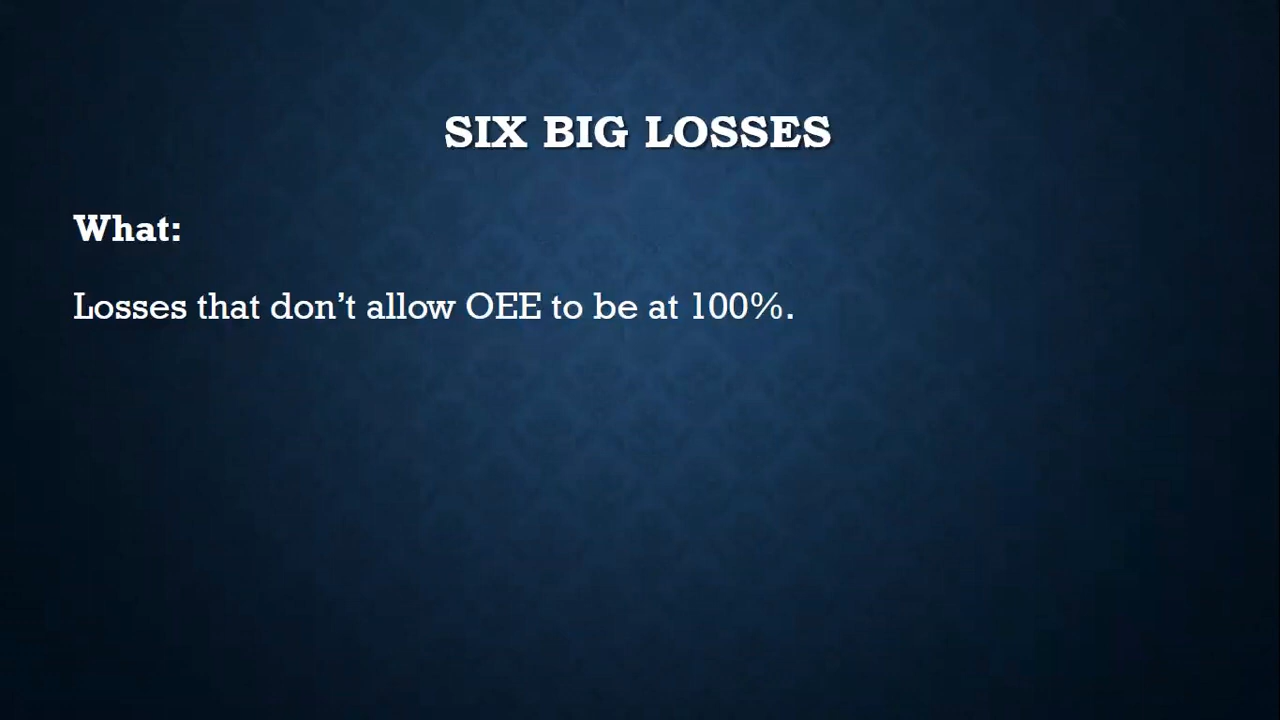 SIX BIG LOSSES
What:
Losses that don’t allow OEE to be at 100%.